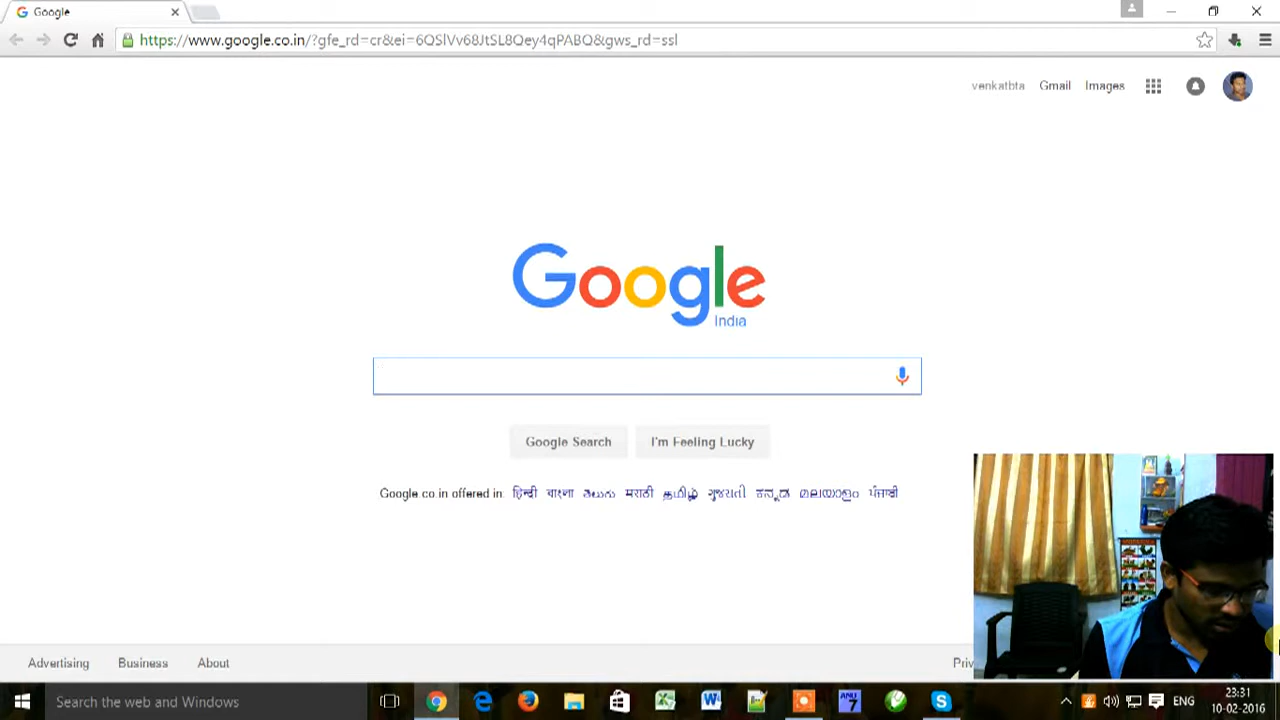 Google
https://www.google.co.in/?gfe_rd=cr&ei=6QSlVv68JtSL8Qey4qPABQ&gws_rd=ssl
venkatbta Gmail Images
Google
India
Google Search I'm Feeling Lucky
Google.co.in offered in: हिन्दी বাংলা తెలుగు मराठी தமிழ் ગુજરાતી ಕನ್ನಡ മലയാളം ਪੰਜਾਬੀ
Advertising Business About Priv
Search the web and Windows
ENG
23:31
10-02-2016